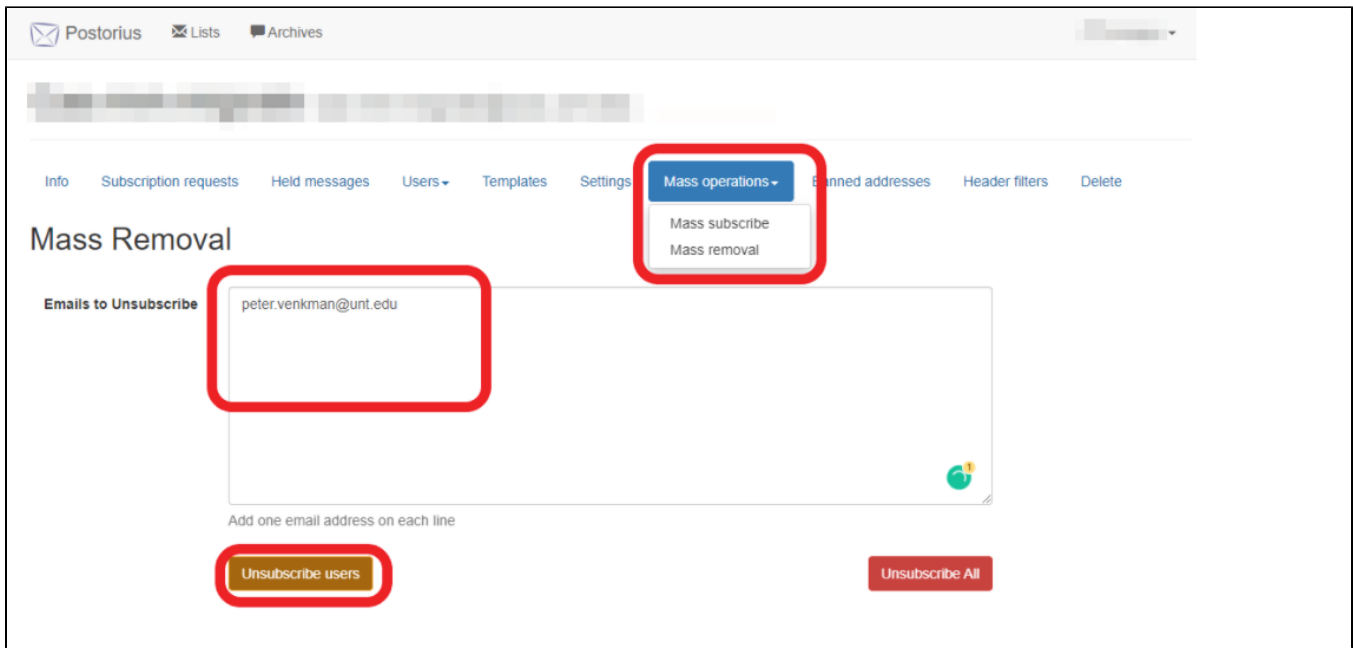 Postorius Lists Archives
Info Subscription requests Held messages Users Templates Settings Mass operations Banned addresses Header filters Delete
Mass subscribe
Mass removal
Mass Removal
Emails to Unsubscribe peter.venkman@unt.edu
1
Add one email address on each line
Unsubscribe users Unsubscribe All